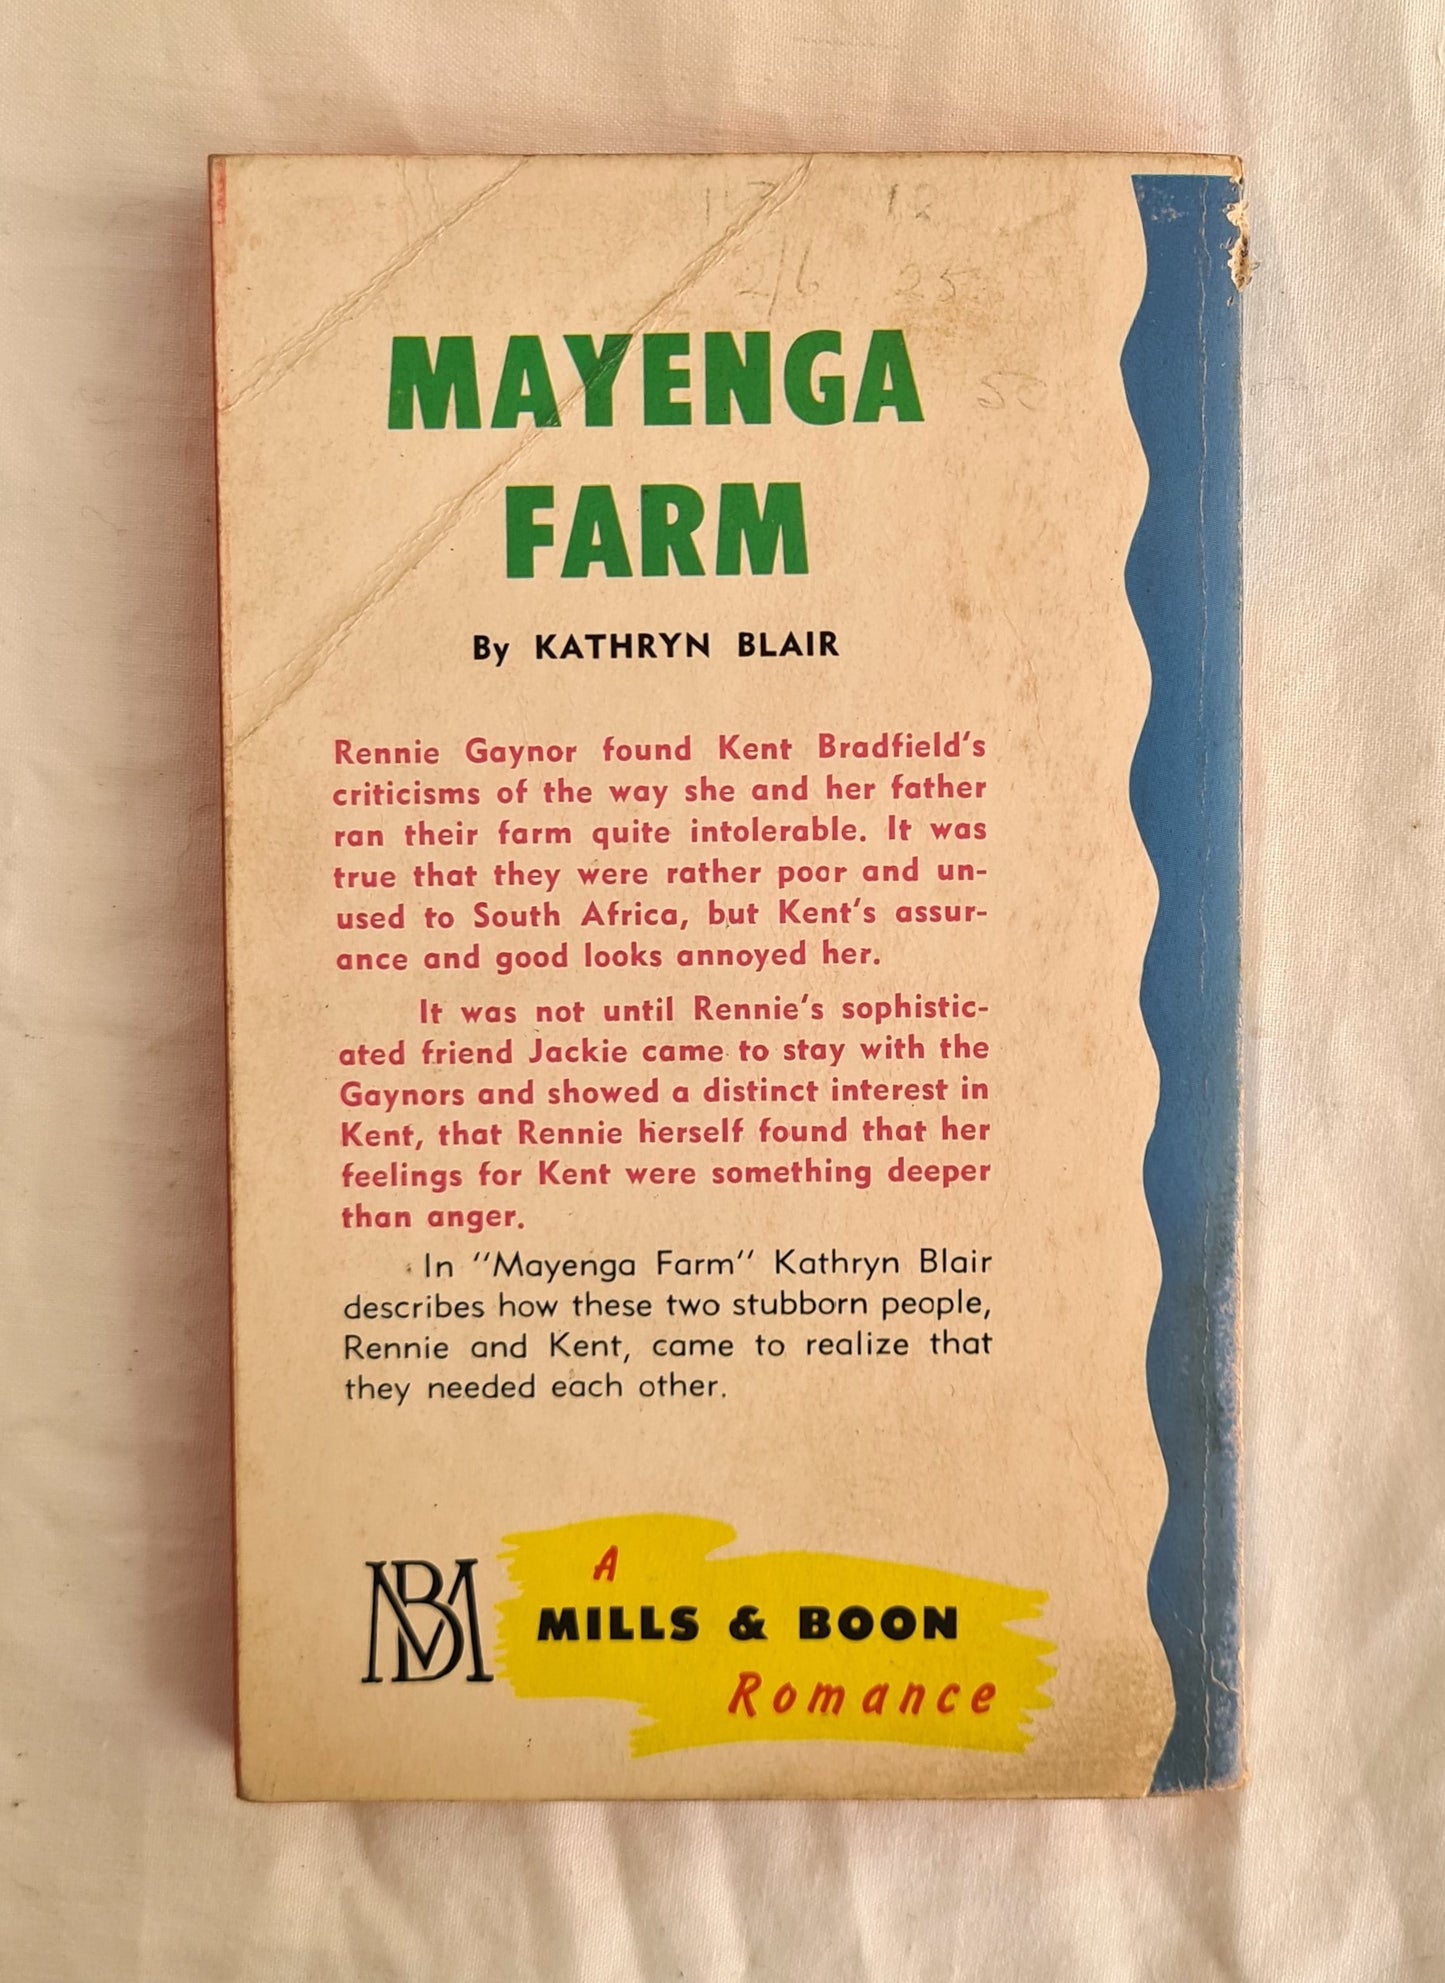 2/6 25
MAYENGA
FARM
By KATHRYN BLAIR
Rennie Gaynor found Kent Bradfield's
criticisms of the way she and her father
ran their farm quite intolerable. It was
true that they were rather poor and un-
used to South Africa, but Kent's assur-
ance and good looks annoyed her.
It was not until Rennie's sophistic-
ated friend Jackie came to stay with the
Gaynors and showed a distinct interest in
Kent, that Rennie herself found that her
feelings for Kent were something deeper
than anger.
In "Mayenga Farm" Kathryn Blair
describes how these two stubborn people,
Rennie and Kent, came to realize that
they needed each other.
MB
A
MILLS & BOON
Romance